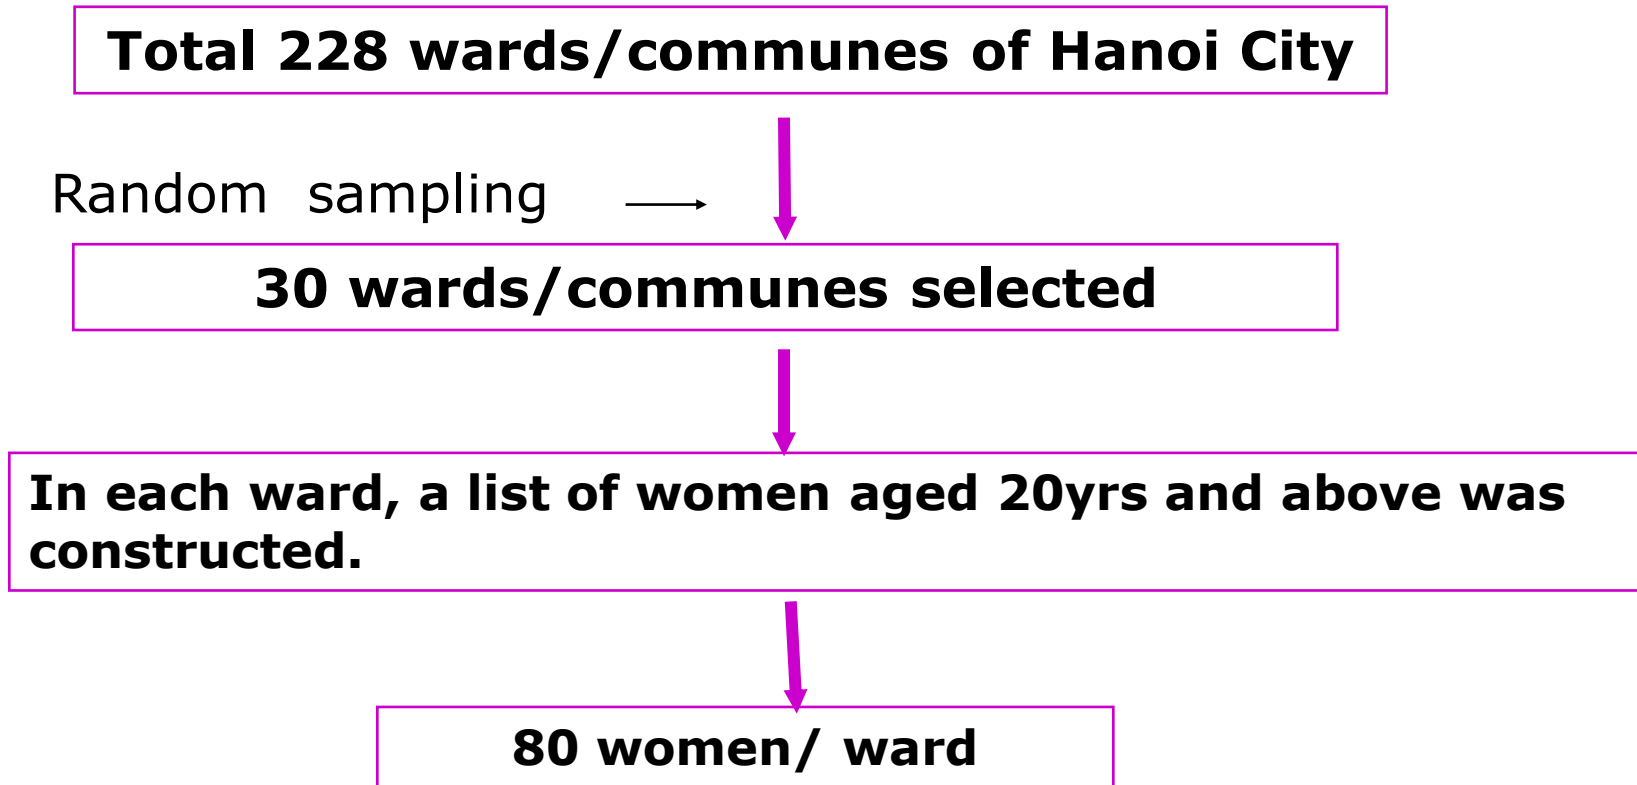 Total 228 wards/communes of Hanoi City
Random sampling
30 wards/communes selected
In each ward, a list of women aged 20yrs and above was
constructed.
80 women/ ward